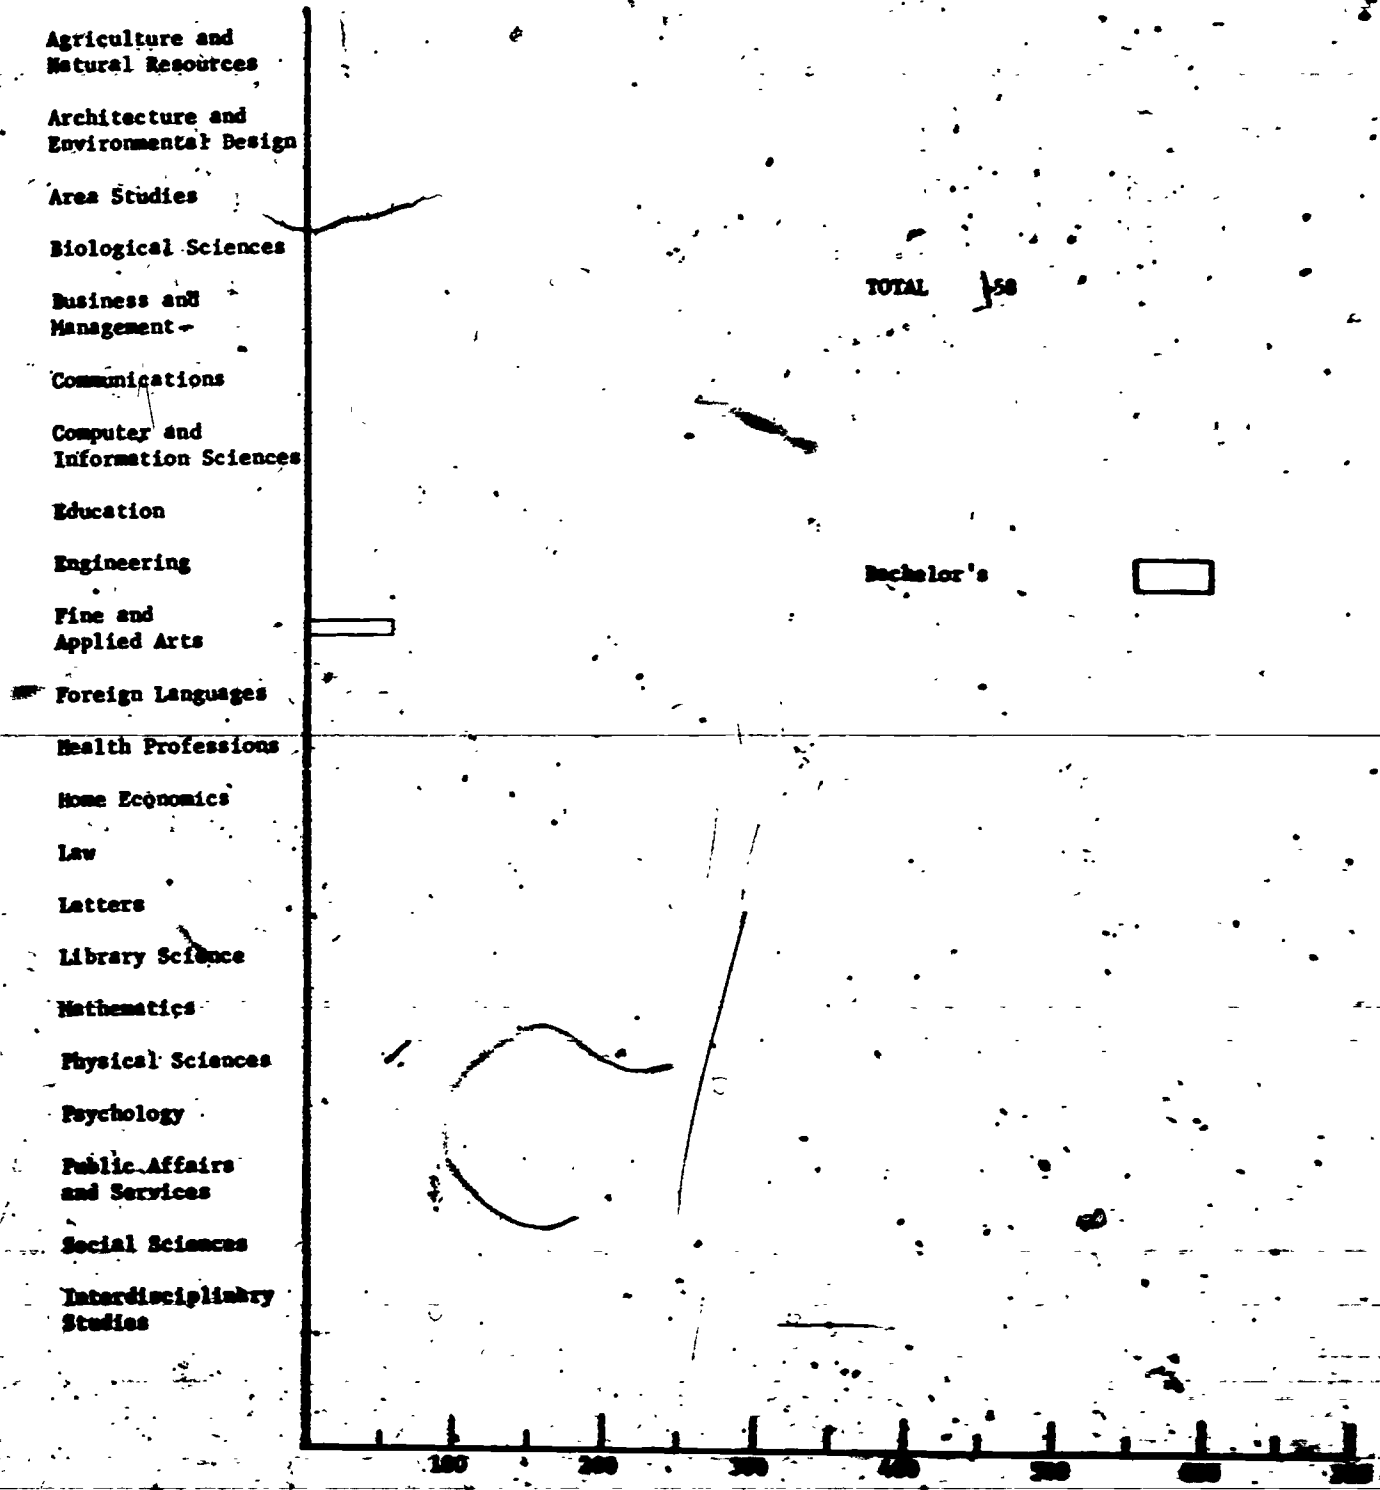 Agriculture and
Natural Resources
Architecture and
Environmental Design
Area Studies
Biological Sciences
TOTAL 58
Business and
Management
Communications
Computer and
Information Sciences
Education
Engineering
Bachelor's
Fine and
Applied Arts
Foreign Languages
Health Professions
Home Economics
Law
Letters
Library Science
Mathematics
Physical Sciences
Psychology
Public Affairs
and Services
Social Sciences
Interdisciplinary
Studies
100 200 300 400 500 600